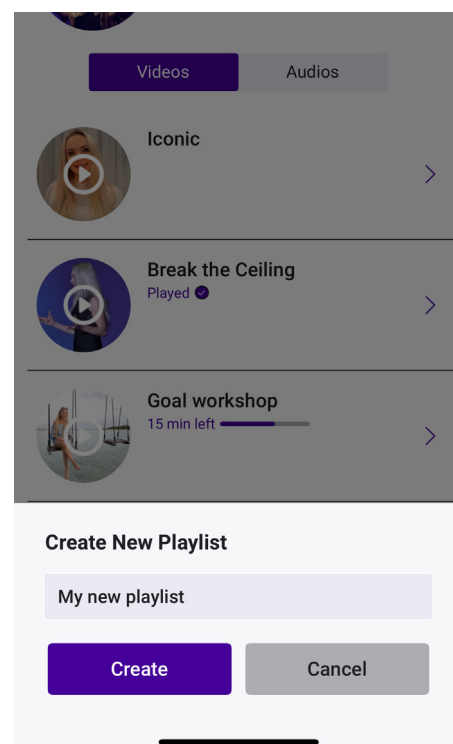 Videos
Audios
Iconic
Break the Ceiling
Played
Goal workshop
15 min left
Create New Playlist
My new playlist
Create
Cancel